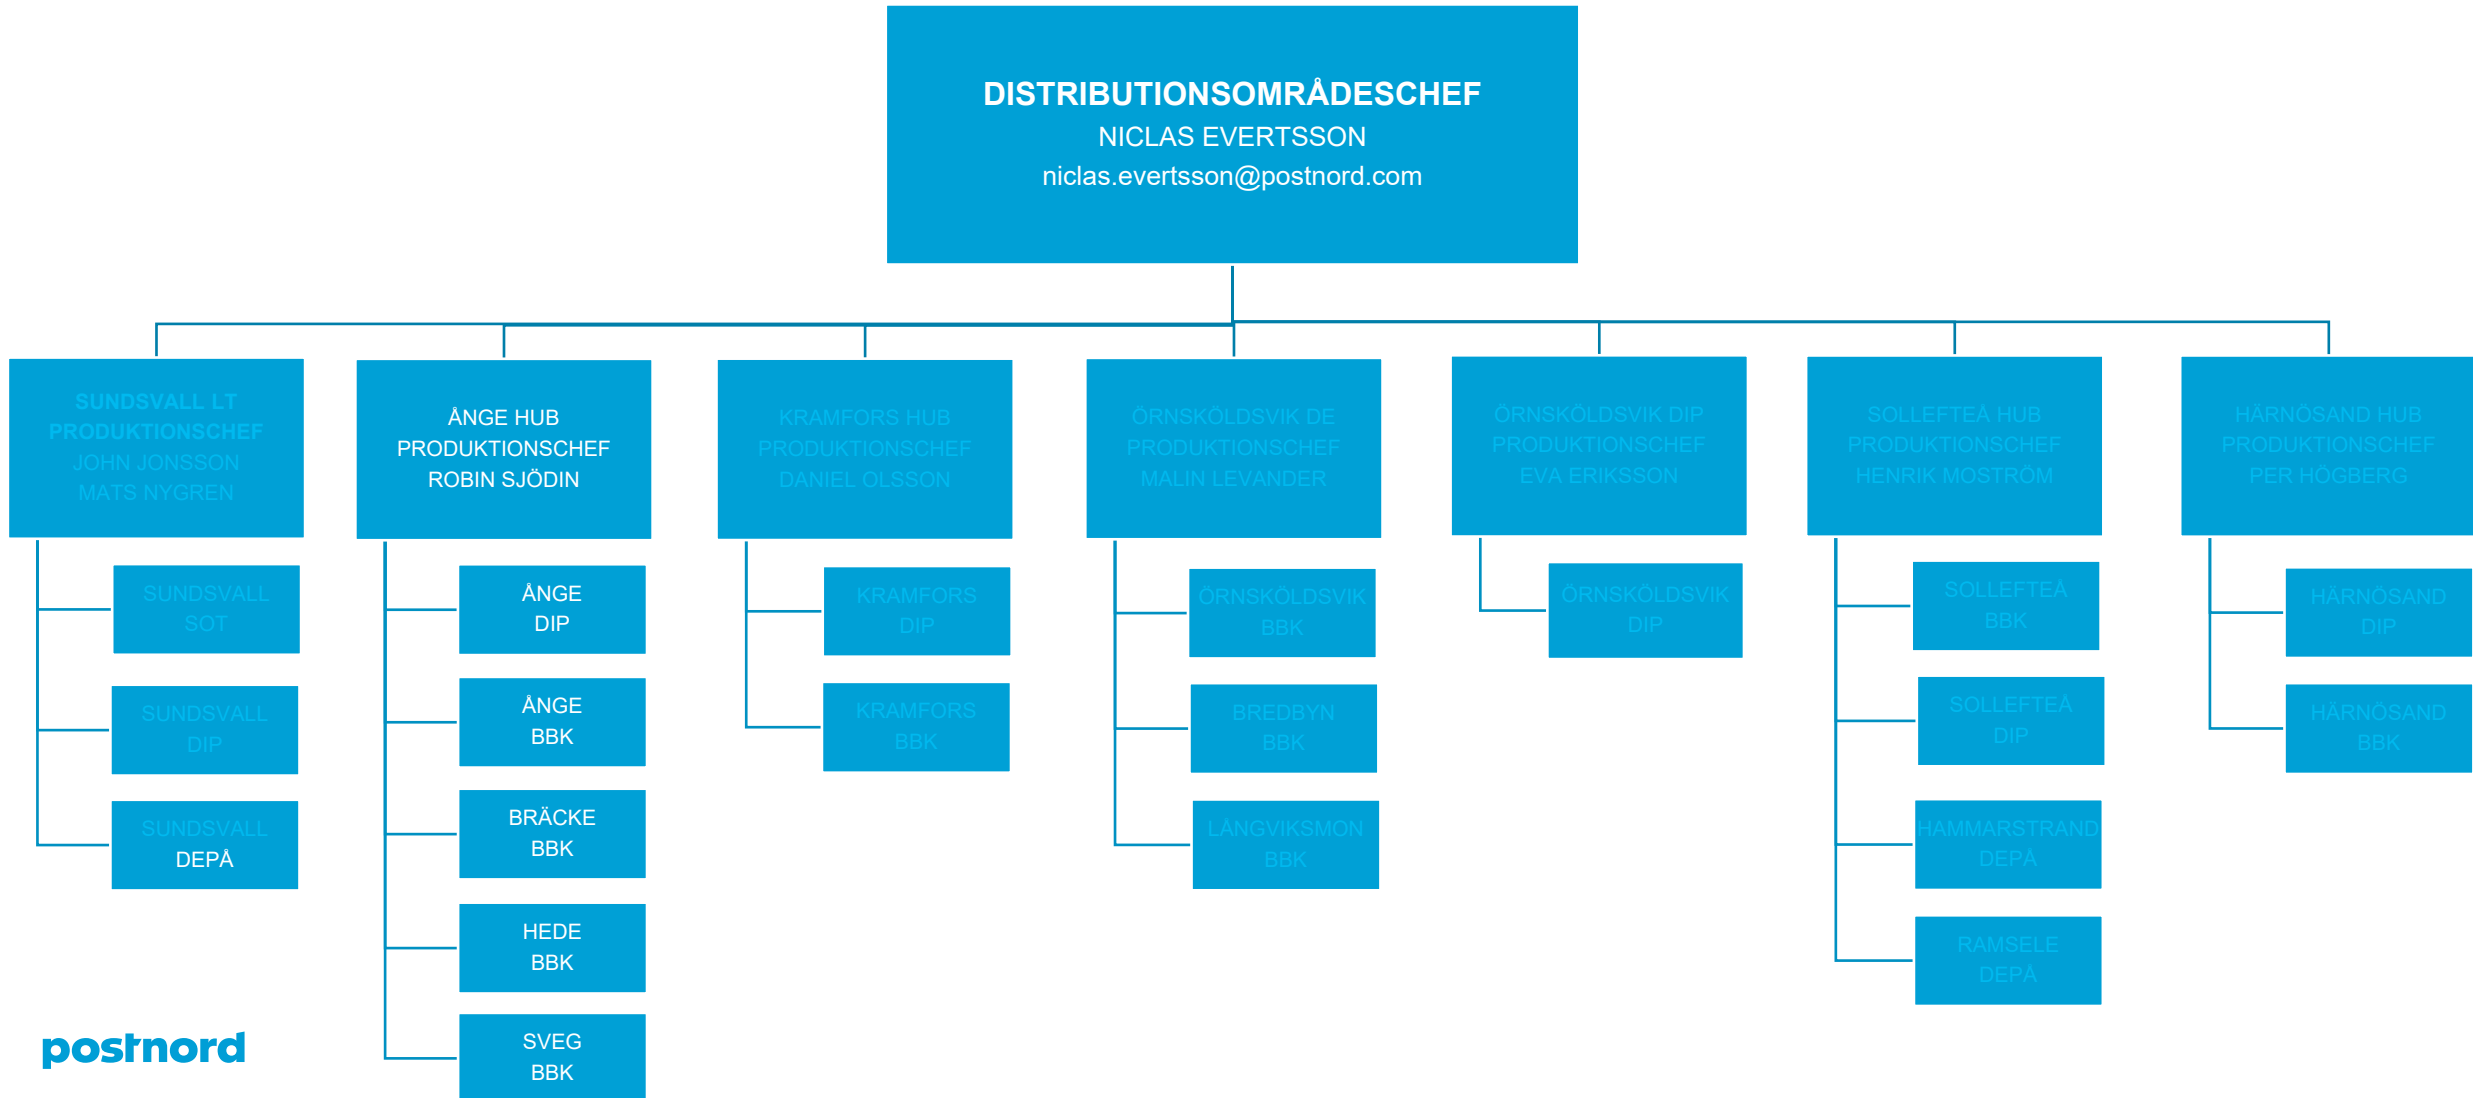 DISTRIBUTIONSOMRÅDESCHEF
NICLAS EVERTSSON
niclas.evertsson@postnord.com
SUNDSVALL LT
PRODUKTIONSCHEF
JOHN JONSSON
MATS NYGREN
SUNDSVALL
SOT
SUNDSVALL
DIP
SUNDSVALL
DEPÅ
ÅNGE HUB
PRODUKTIONSCHEF
ROBIN SJÖDIN
ÅNGE
DIP
ÅNGE
BBK
BRÄCKE
BBK
HEDE
BBK
SVEG
BBK
KRAMFORS HUB
PRODUKTIONSCHEF
DANIEL OLSSON
KRAMFORS
DIP
KRAMFORS
BBK
ÖRNSKÖLDSVIK DE
PRODUKTIONSCHEF
MALIN LEVANDER
ÖRNSKÖLDSVIK
BBK
BREDBYN
BBK
LÅNGVIKSMON
BBK
ÖRNSKÖLDSVIK DIP
PRODUKTIONSCHEF
EVA ERIKSSON
ÖRNSKÖLDSVIK
DIP
SOLLEFTEÅ HUB
PRODUKTIONSCHEF
HENRIK MOSTRÖM
SOLLEFTEÅ
BBK
SOLLEFTEÅ
DIP
HAMMARSTRAND
DEPÅ
RAMSELE
DEPÅ
HÄRNÖSAND HUB
PRODUKTIONSCHEF
PER HÖGBERG
HÄRNÖSAND
DIP
HÄRNÖSAND
BBK
postnord